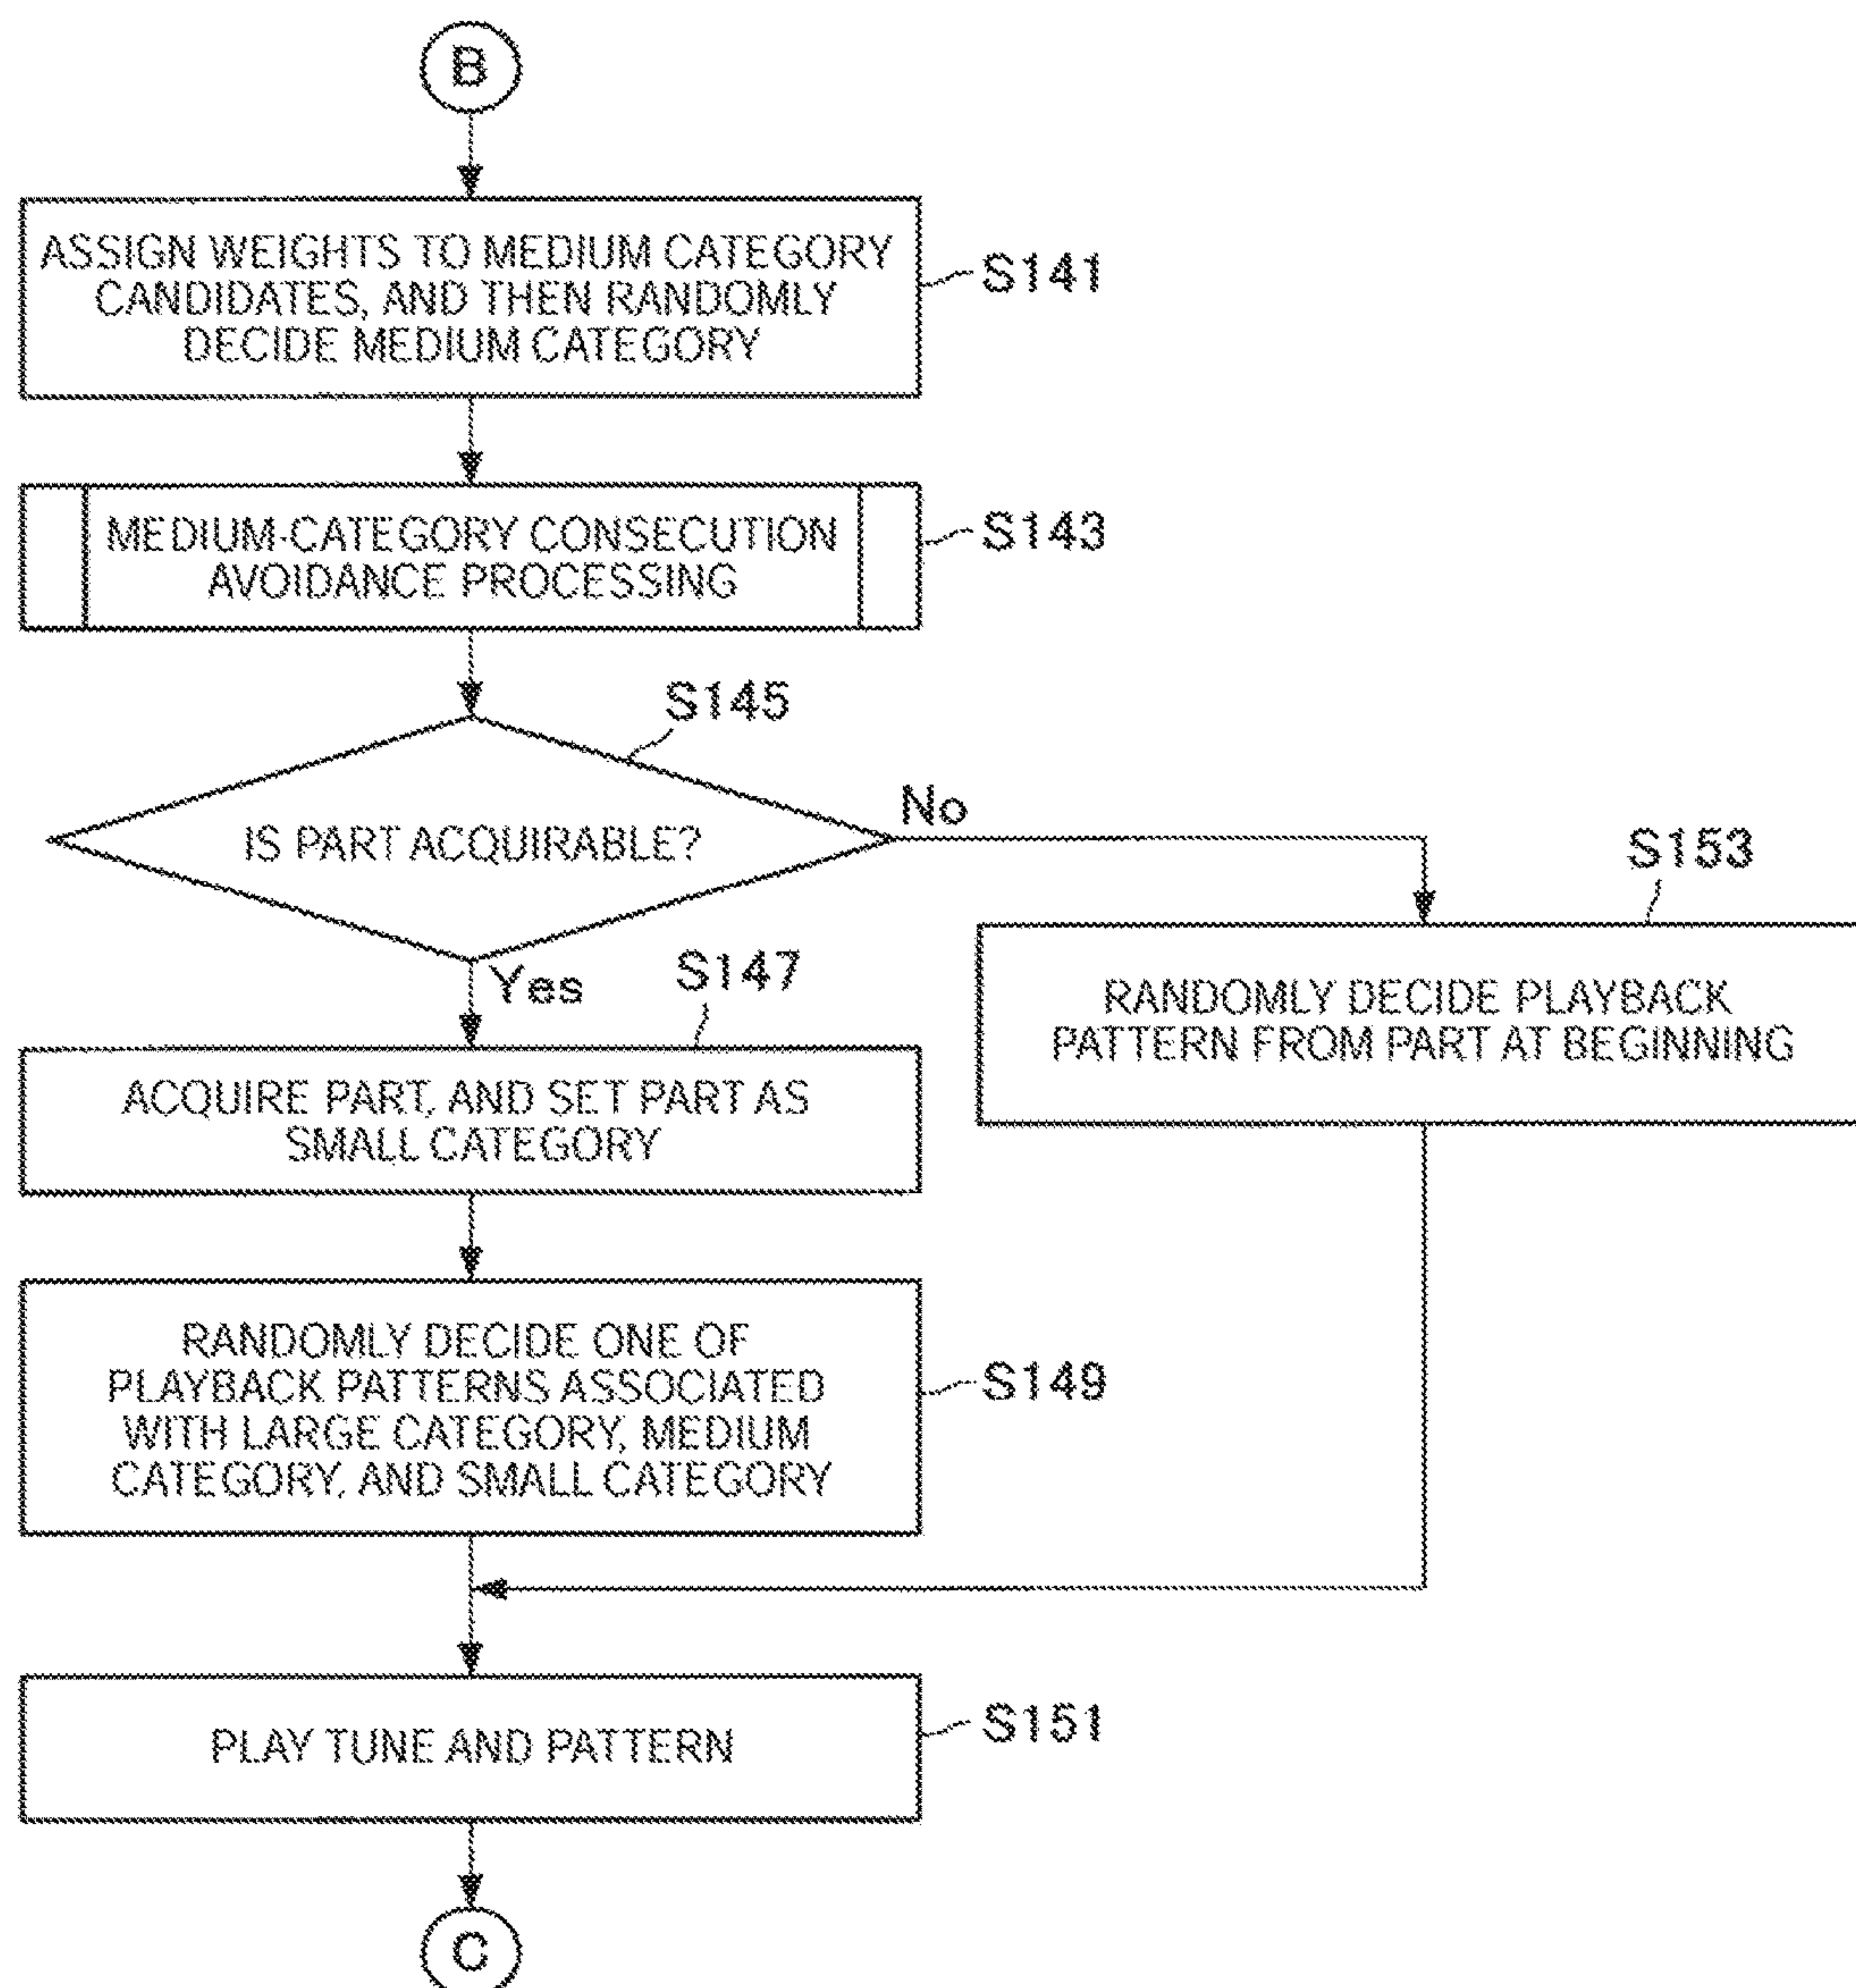 B
ASSIGN WEIGHTS TO MEDIUM CATEGORY
CANDIDATES, AND THEN RANDOMLY
DECIDE MEDIUM CATEGORY
S141
MEDIUM-CATEGORY CONSECUTION
AVOIDANCE PROCESSING
S143
S145
IS PART ACQUIRABLE?
No
S153
RANDOMLY DECIDE PLAYBACK
PATTERN FROM PART AT BEGINNING
Yes
S147
ACQUIRE PART, AND SET PART AS
SMALL CATEGORY
RANDOMLY DECIDE ONE OF
PLAYBACK PATTERNS ASSOCIATED
WITH LARGE CATEGORY, MEDIUM
CATEGORY, AND SMALL CATEGORY
S149
PLAY TUNE AND PATTERN
S151
C